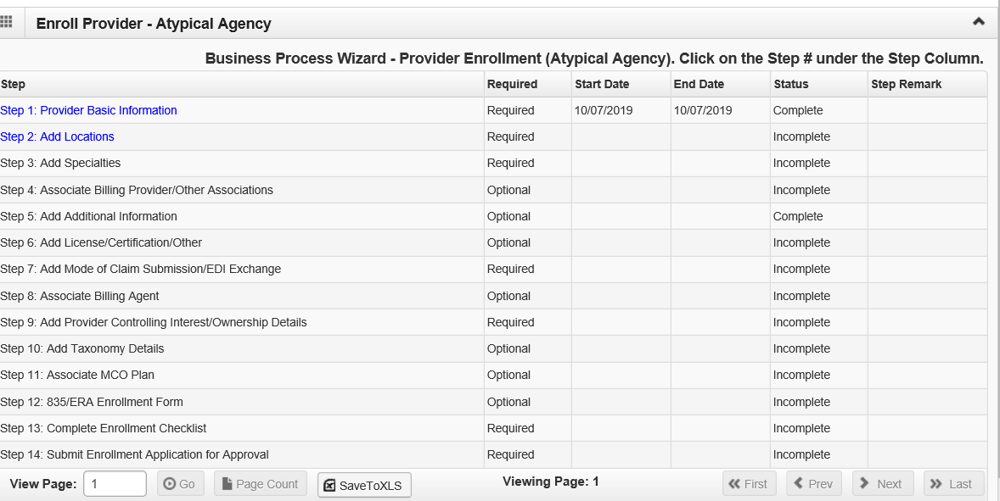 Enroll Provider - Atypical Agency
Business Process Wizard - Provider Enrollment (Atypical Agency). Click on the Step # under the Step Column.
Step Required Start Date End Date Status Step Remark
Step 1: Provider Basic Information Required 10/07/2019 10/07/2019 Complete
Step 2: Add Locations Required Incomplete
Step 3: Add Specialties Required Incomplete
Step 4: Associate Billing Provider/Other Associations Optional Incomplete
Step 5: Add Additional Information Optional Complete
Step 6: Add License/Certification/Other Optional Incomplete
Step 7: Add Mode of Claim Submission/EDI Exchange Required Incomplete
Step 8: Associate Billing Agent Optional Incomplete
Step 9: Add Provider Controlling Interest/Ownership Details Required Incomplete
Step 10: Add Taxonomy Details Optional Incomplete
Step 11: Associate MCO Plan Optional Incomplete
Step 12: 835/ERA Enrollment Form Optional Incomplete
Step 13: Complete Enrollment Checklist Required Incomplete
Step 14: Submit Enrollment Application for Approval Required Incomplete
View Page: 1 Go Page Count SaveToXLS Viewing Page: 1 First Prev Next Last